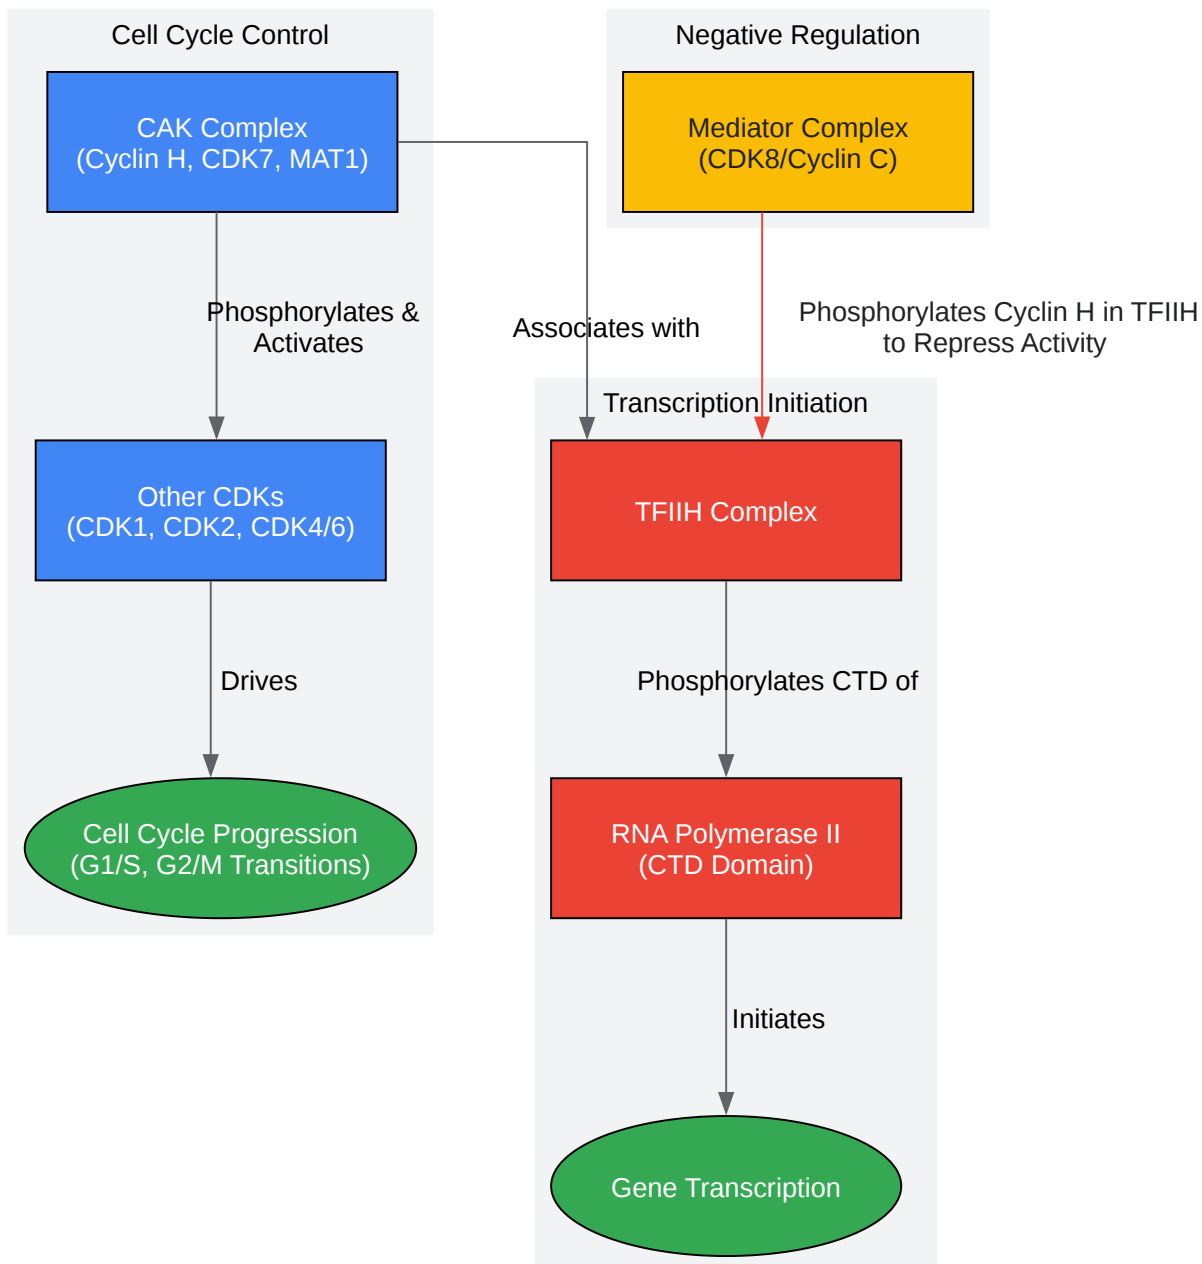 Cell Cycle Control
Negative Regulation
CAK Complex
(Cyclin H, CDK7, MAT1)
Mediator Complex
(CDK8/Cyclin C)
Phosphorylates &
Activates
Associates with
Phosphorylates Cyclin H in TFIIH
to Repress Activity
Transcription Initiation
Other CDKs
(CDK1, CDK2, CDK4/6)
TFIIH Complex
Drives
Phosphorylates CTD of
Cell Cycle Progression
(G1/S, G2/M Transitions)
RNA Polymerase II
(CTD Domain)
Initiates
Gene Transcription